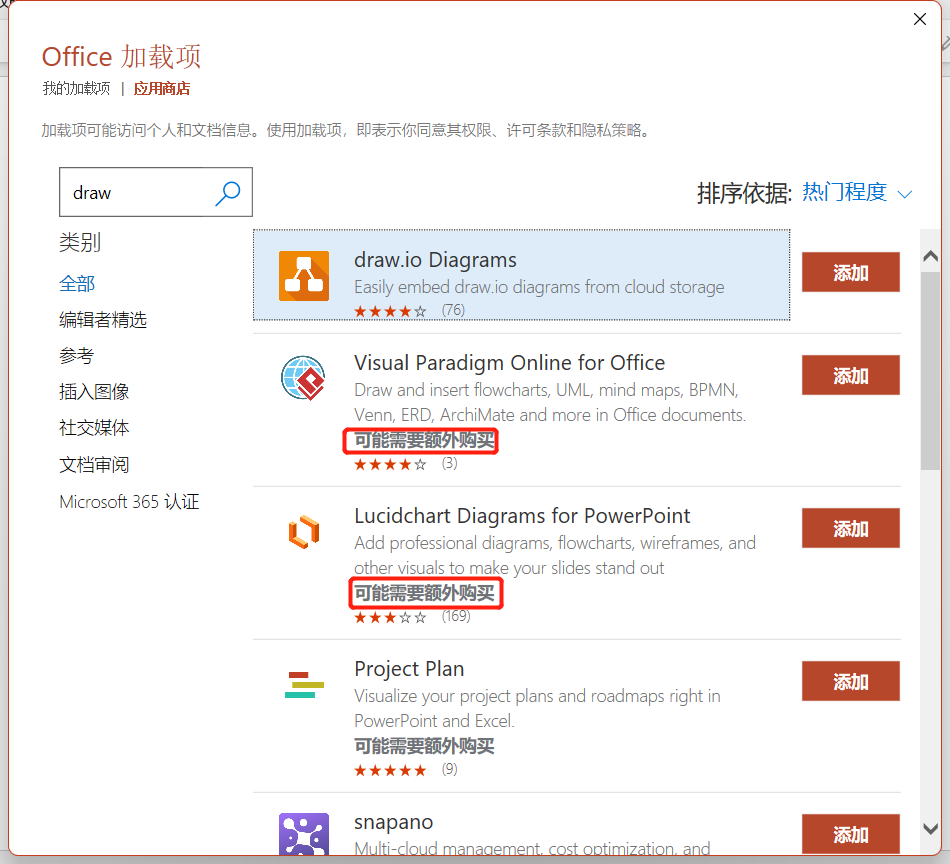 Office 加载项
我的加载项 | 应用商店
加载项可能访问个人和文档信息。使用加载项，即表示你同意其权限、许可条款和隐私策略。
draw
排序依据: 热门程度
类别
全部
编辑者精选
参考
插入图像
社交媒体
文档审阅
Microsoft 365 认证
draw.io Diagrams
Easily embed draw.io diagrams from cloud storage
(76)
添加
Visual Paradigm Online for Office
Draw and insert flowcharts, UML, mind maps, BPMN,
Venn, ERD, ArchiMate and more in Office documents.
可能需要额外购买
(3)
添加
Lucidchart Diagrams for PowerPoint
Add professional diagrams, flowcharts, wireframes, and
other visuals to make your slides stand out
可能需要额外购买
(169)
添加
Project Plan
Visualize your project plans and roadmaps right in
PowerPoint and Excel.
可能需要额外购买
(9)
添加
snapano
Multi-cloud management, cost optimization, and
添加